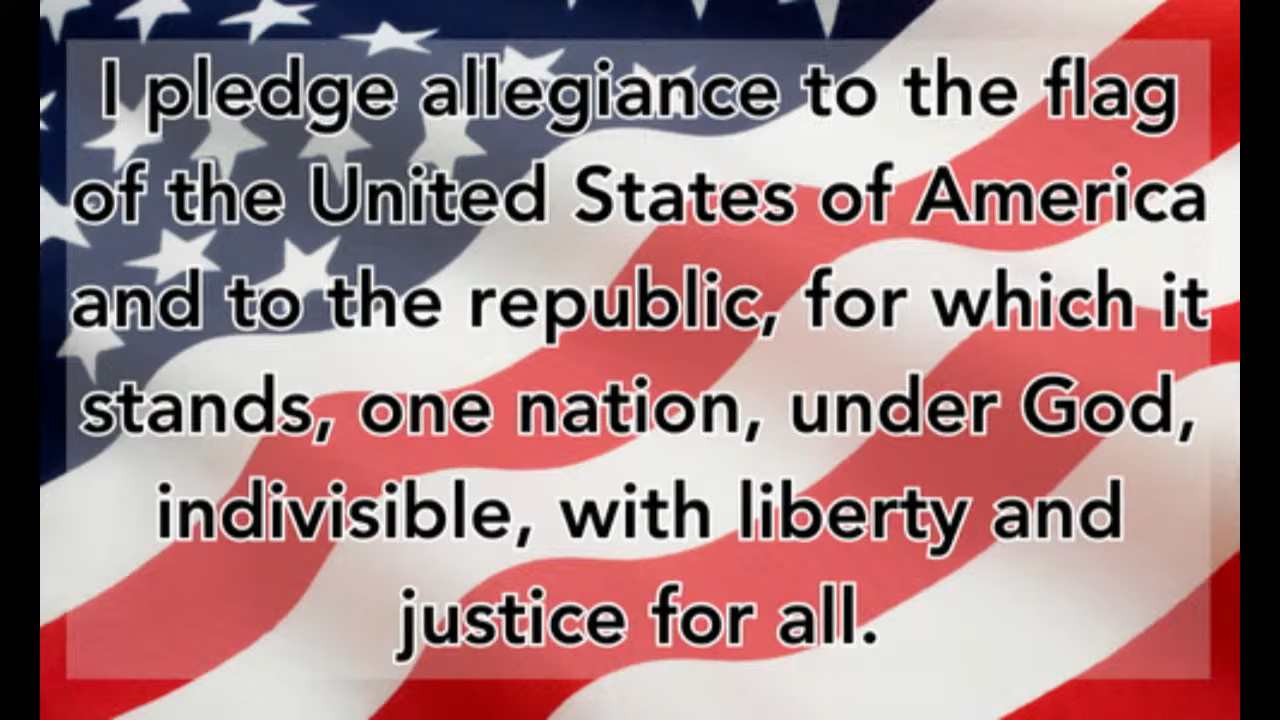 I pledge allegiance to the flag
of the United States of America
and to the republic, for which it
stands, one nation, under God,
indivisible, with liberty and
justice for all.